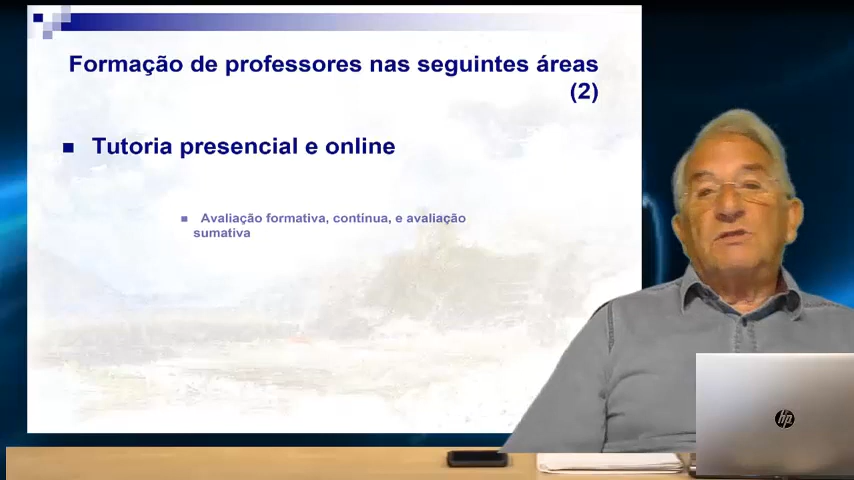 Formação de professores nas seguintes áreas
(2)
Tutoria presencial e online
Avaliação formativa, continua, e avaliação
sumativa
hp